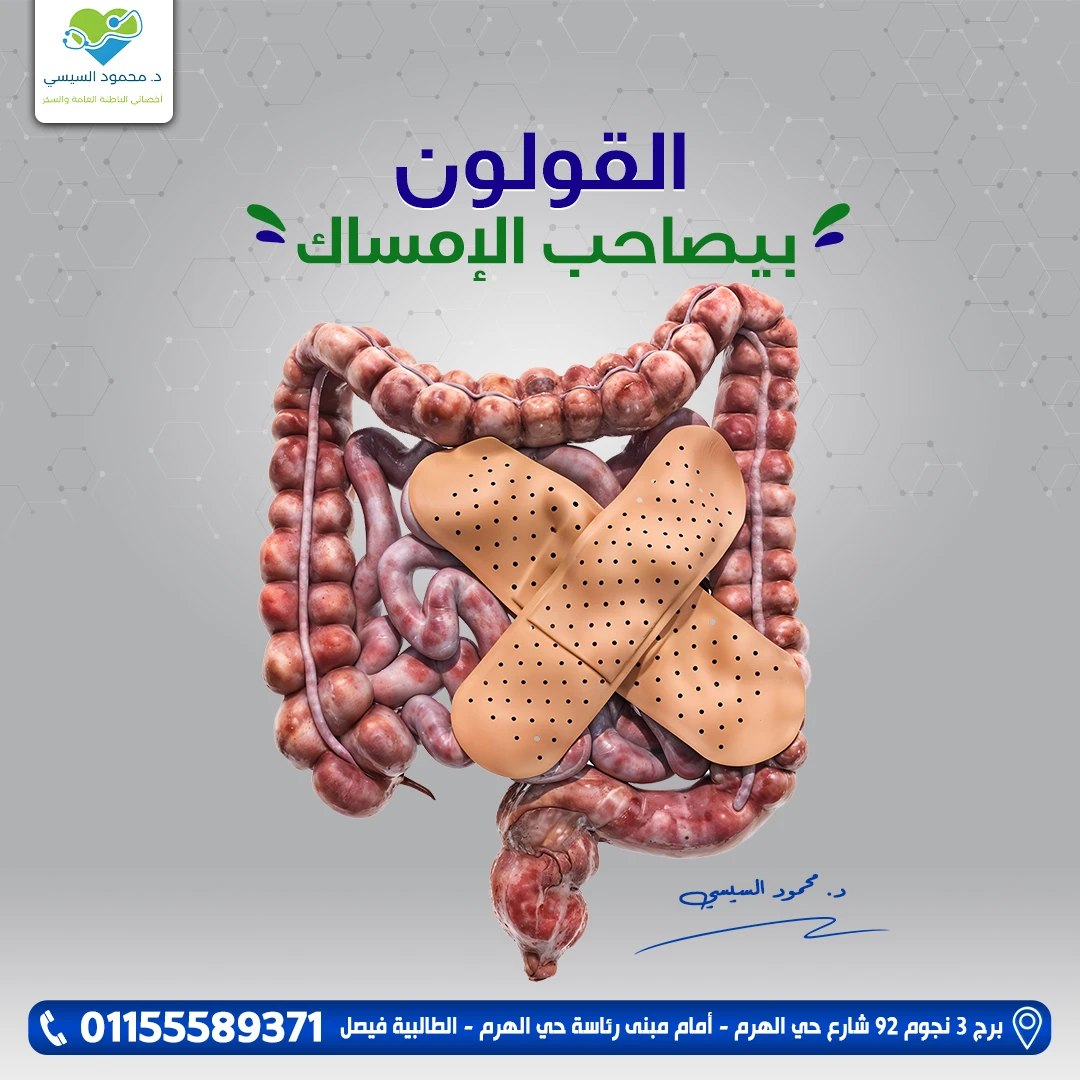 د. محمود السيسي
أخصائي الباطنة العامة والسكر
القولون
بيصاحب الإمساك
د. محمود السيسي
برج 3 نجوم 92 شارع حي الهرم - أمام مبنى رئاسة حي الهرم - الطالبية فيصل
01155589371